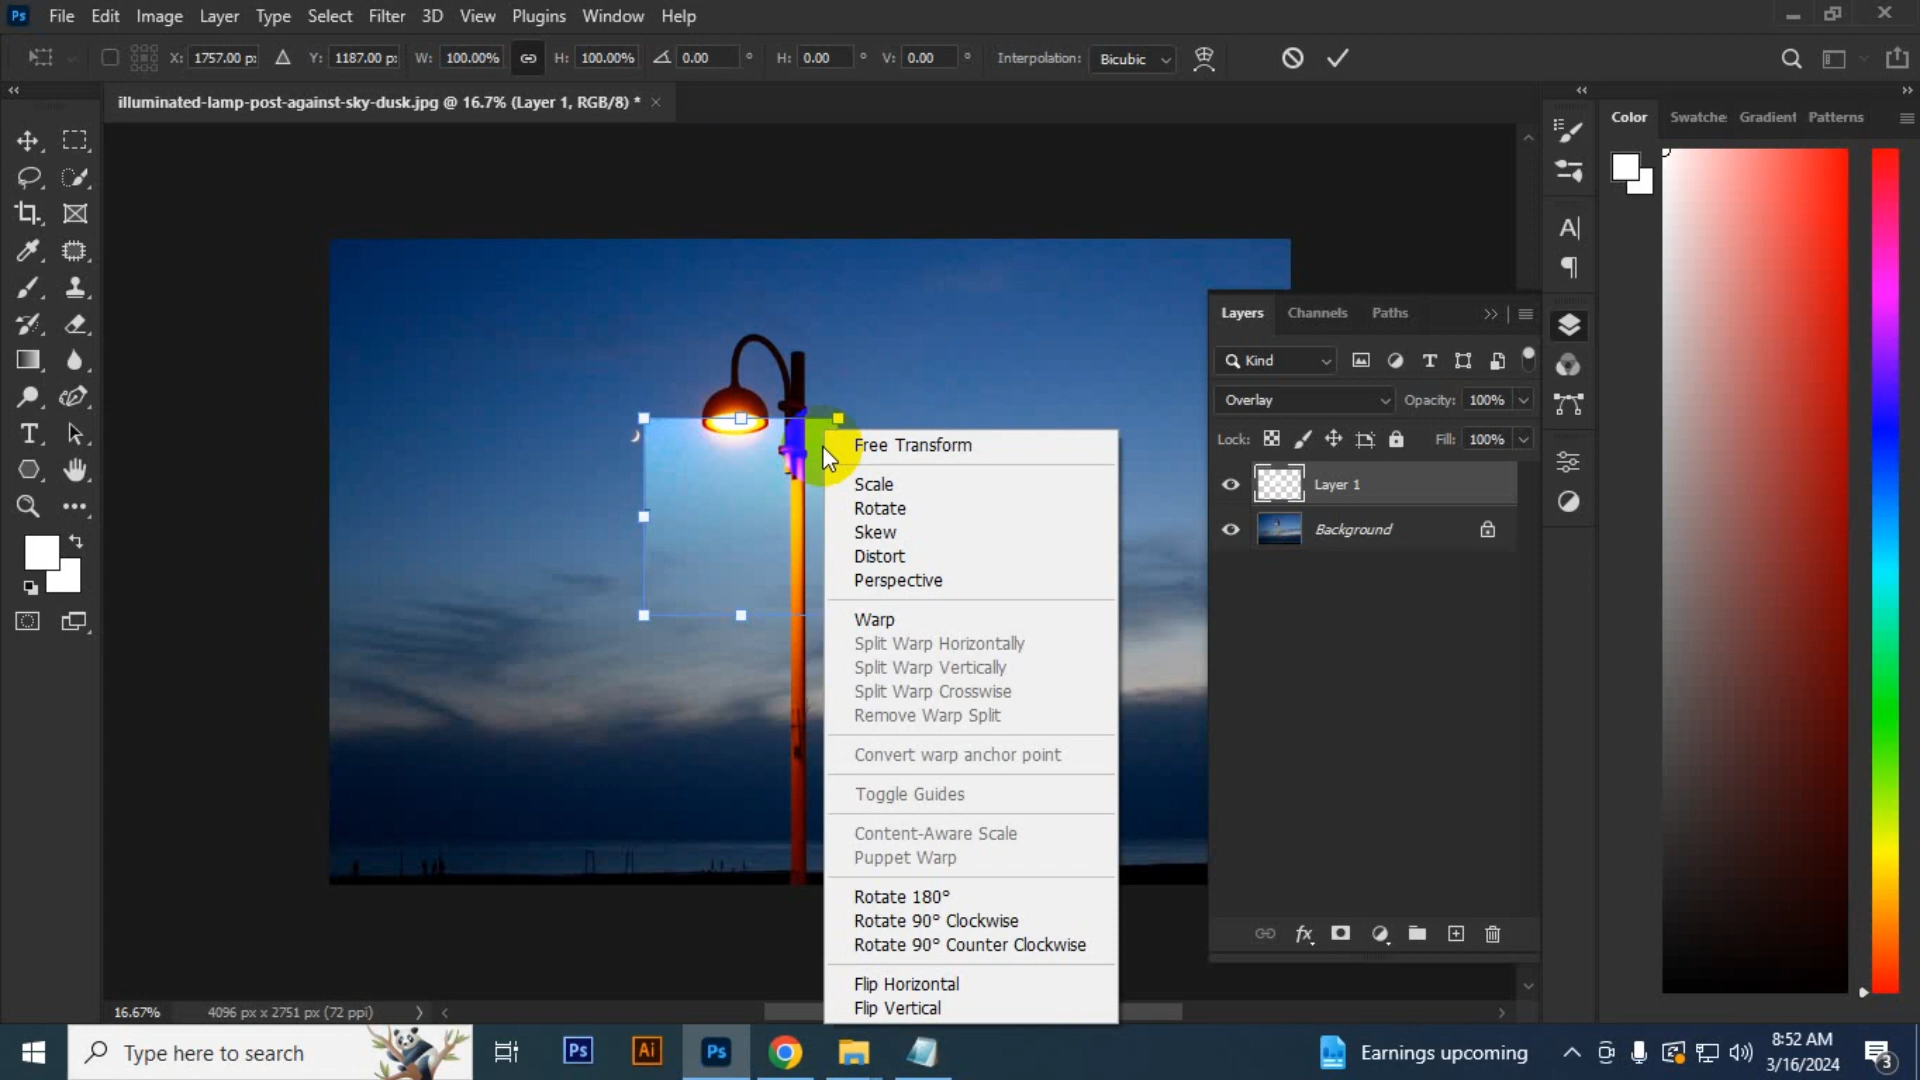 Ps File Edit Image Layer Type Select Filter 3D View Plugins Window Help
X: 1757.00 p: Y: 1187.00 p: W: 100.00% H: 100.00% 0.00 ° H: 0.00 ° V: 0.00 ° Interpolation: Bicubic
illuminated-lamp-post-against-sky-dusk.jpg @ 16.7% (Layer 1, RGB/8) *
Color Swatche Gradient Patterns
Layers Channels Paths
Kind
Overlay Opacity: 100%
Lock: Fill: 100%
Layer 1
Background
Free Transform
Scale
Rotate
Skew
Distort
Perspective
Warp
Split Warp Horizontally
Split Warp Vertically
Split Warp Crosswise
Remove Warp Split
Convert warp anchor point
Toggle Guides
Content-Aware Scale
Puppet Warp
Rotate 180°
Rotate 90° Clockwise
Rotate 90° Counter Clockwise
Flip Horizontal
Flip Vertical
16.67% 4096 px x 2751 px (72 ppi)
Type here to search
Ps Ai Ps
Earnings upcoming
8:52 AM
3/16/2024
3